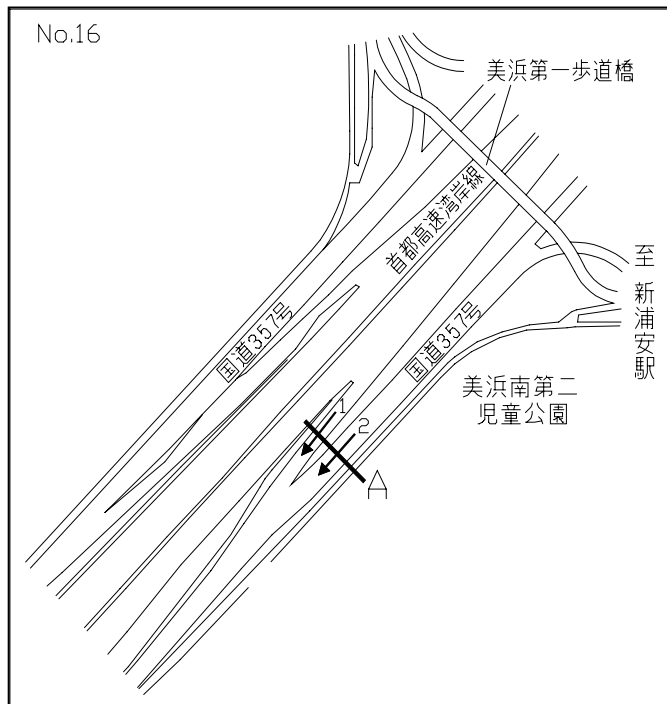 No.16
美浜第一歩道橋
首都高速湾岸線
至
新浦安駅
国道357号
国道357号
美浜南第二
児童公園
1
2
A